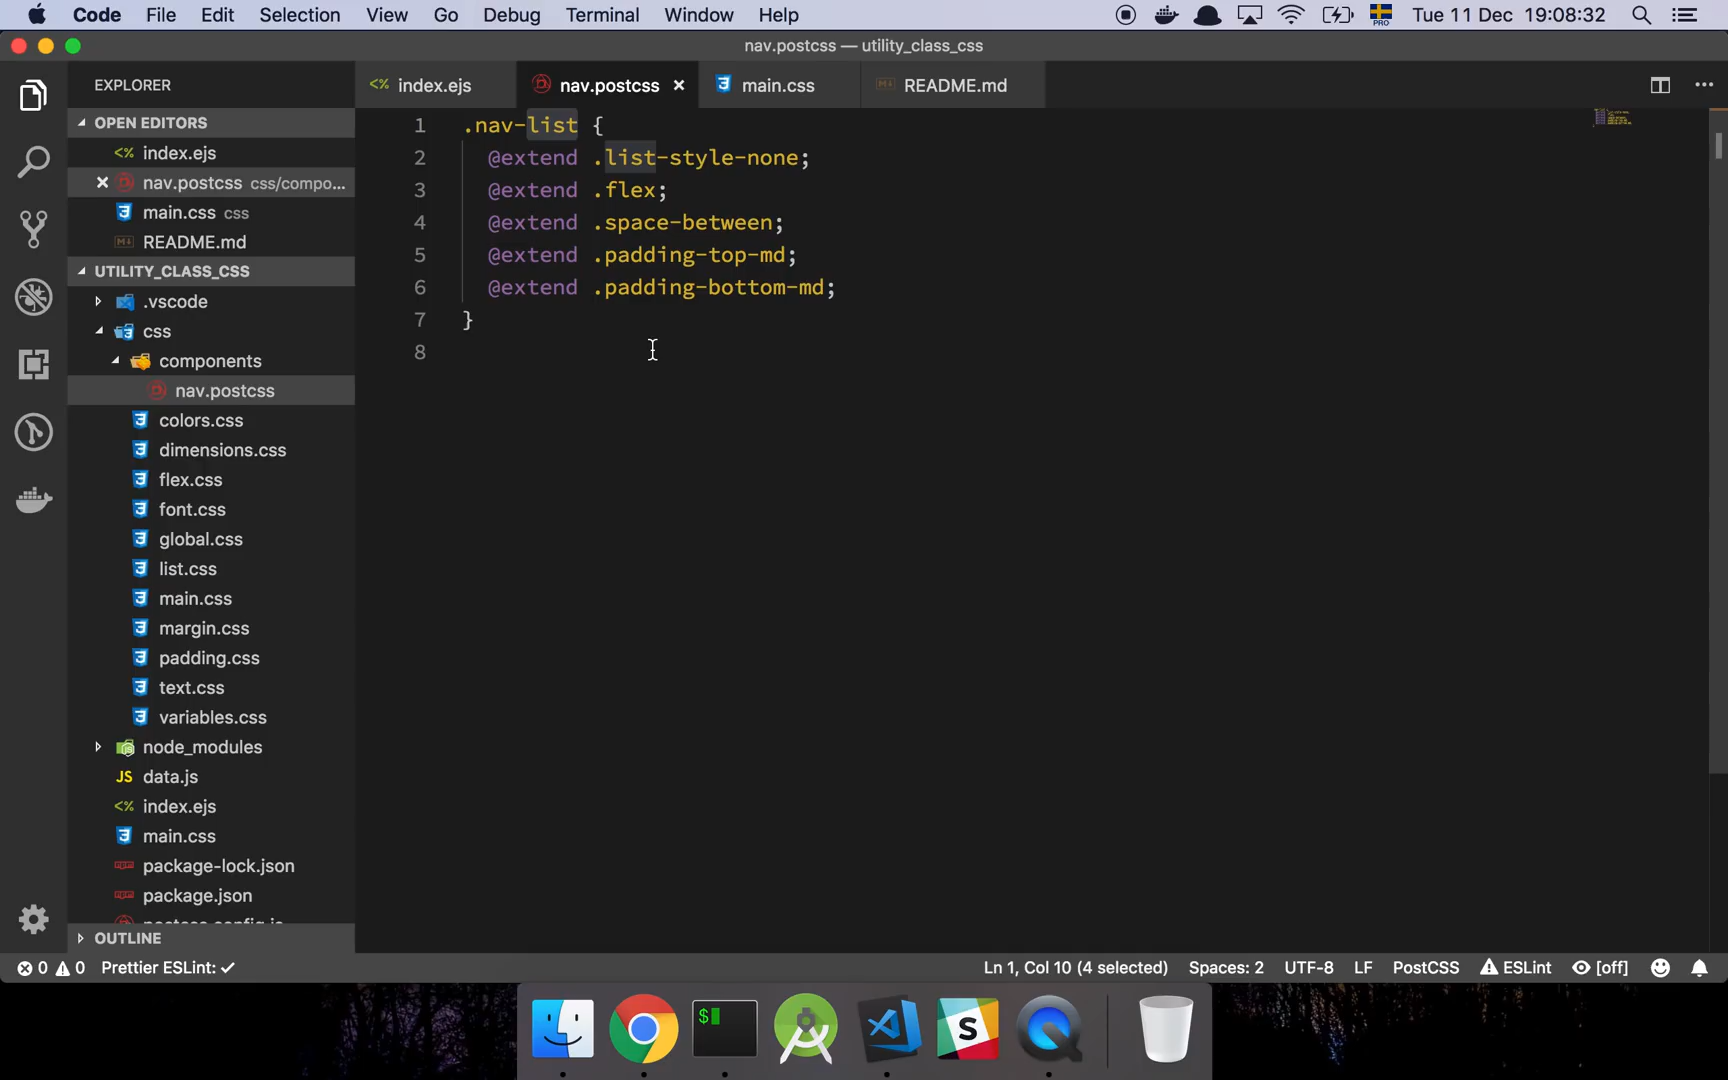 Code File Edit Selection View Go Debug Terminal Window Help PRO Tue 11 Dec 19:08:32
nav.postcss — utility_class_css
EXPLORER
index.ejs nav.postcss main.css README.md
OPEN EDITORS
index.ejs
nav.postcss css/compo...
main.css css
README.md
UTILITY_CLASS_CSS
.vscode
css
components
nav.postcss
colors.css
dimensions.css
flex.css
font.css
global.css
list.css
main.css
margin.css
padding.css
text.css
variables.css
node_modules
JS data.js
index.ejs
main.css
package-lock.json
package.json
postcss.config.js
OUTLINE
1 .nav-list {
2 @extend .list-style-none;
3 @extend .flex;
4 @extend .space-between;
5 @extend .padding-top-md;
6 @extend .padding-bottom-md;
7 }
8
0 0 Prettier ESLint: ✓ Ln 1, Col 10 (4 selected) Spaces: 2 UTF-8 LF PostCSS ESLint [off]
$
S